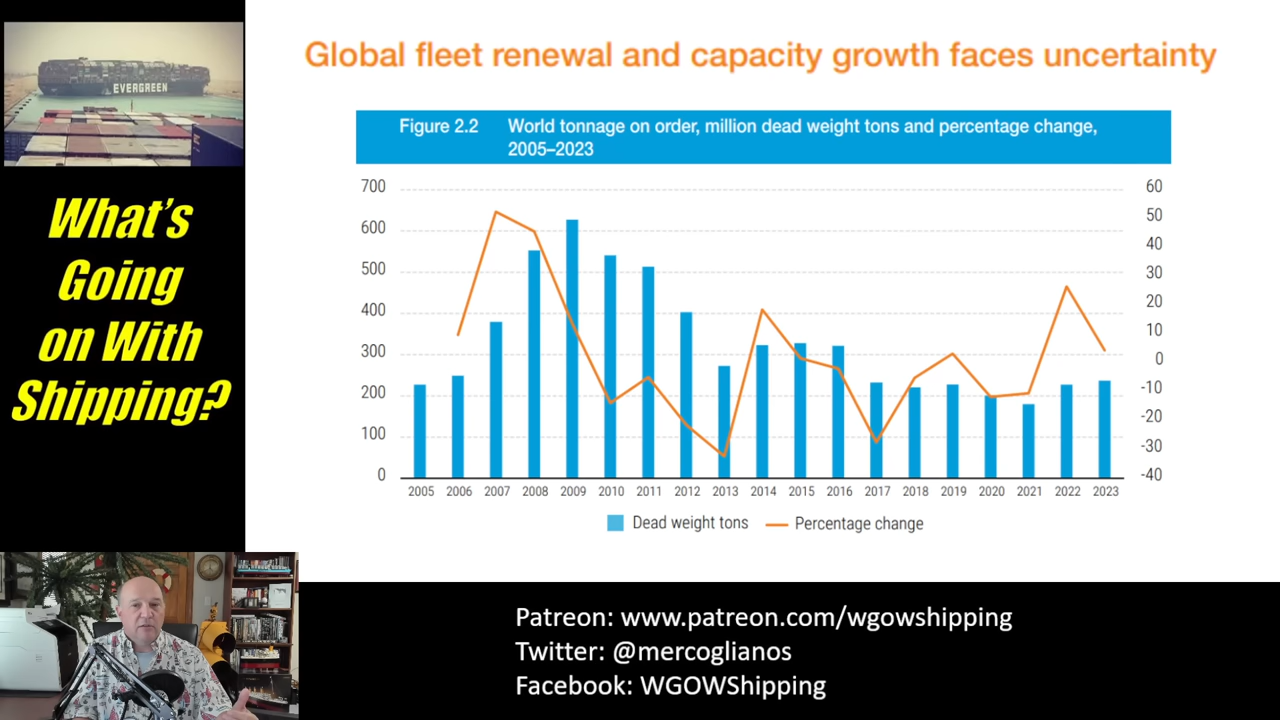 EVERGREEN
What's
Going
on With
Shipping?
Global fleet renewal and capacity growth faces uncertainty
Figure 2.2 World tonnage on order, million dead weight tons and percentage change,
2005–2023
700 60
600 50
500 40
400 30
300 20
200 10
100 0
0 -10
-20
-30
-40
2005 2006 2007 2008 2009 2010 2011 2012 2013 2014 2015 2016 2017 2018 2019 2020 2021 2022 2023
Dead weight tons Percentage change
Patreon: www.patreon.com/wgowshipping
Twitter: @mercoglianos
Facebook: WGOWShipping